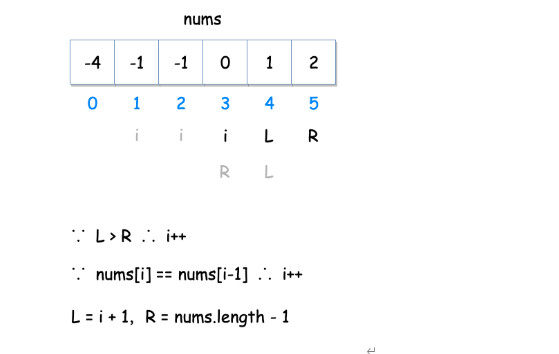 nums
-4 -1 -1 0 1 2
0 1 2 3 4 5
i i i L R
R L
∵ L > R ∴ i++
∵ nums[i] == nums[i-1] ∴ i++
L = i + 1, R = nums.length - 1
↵